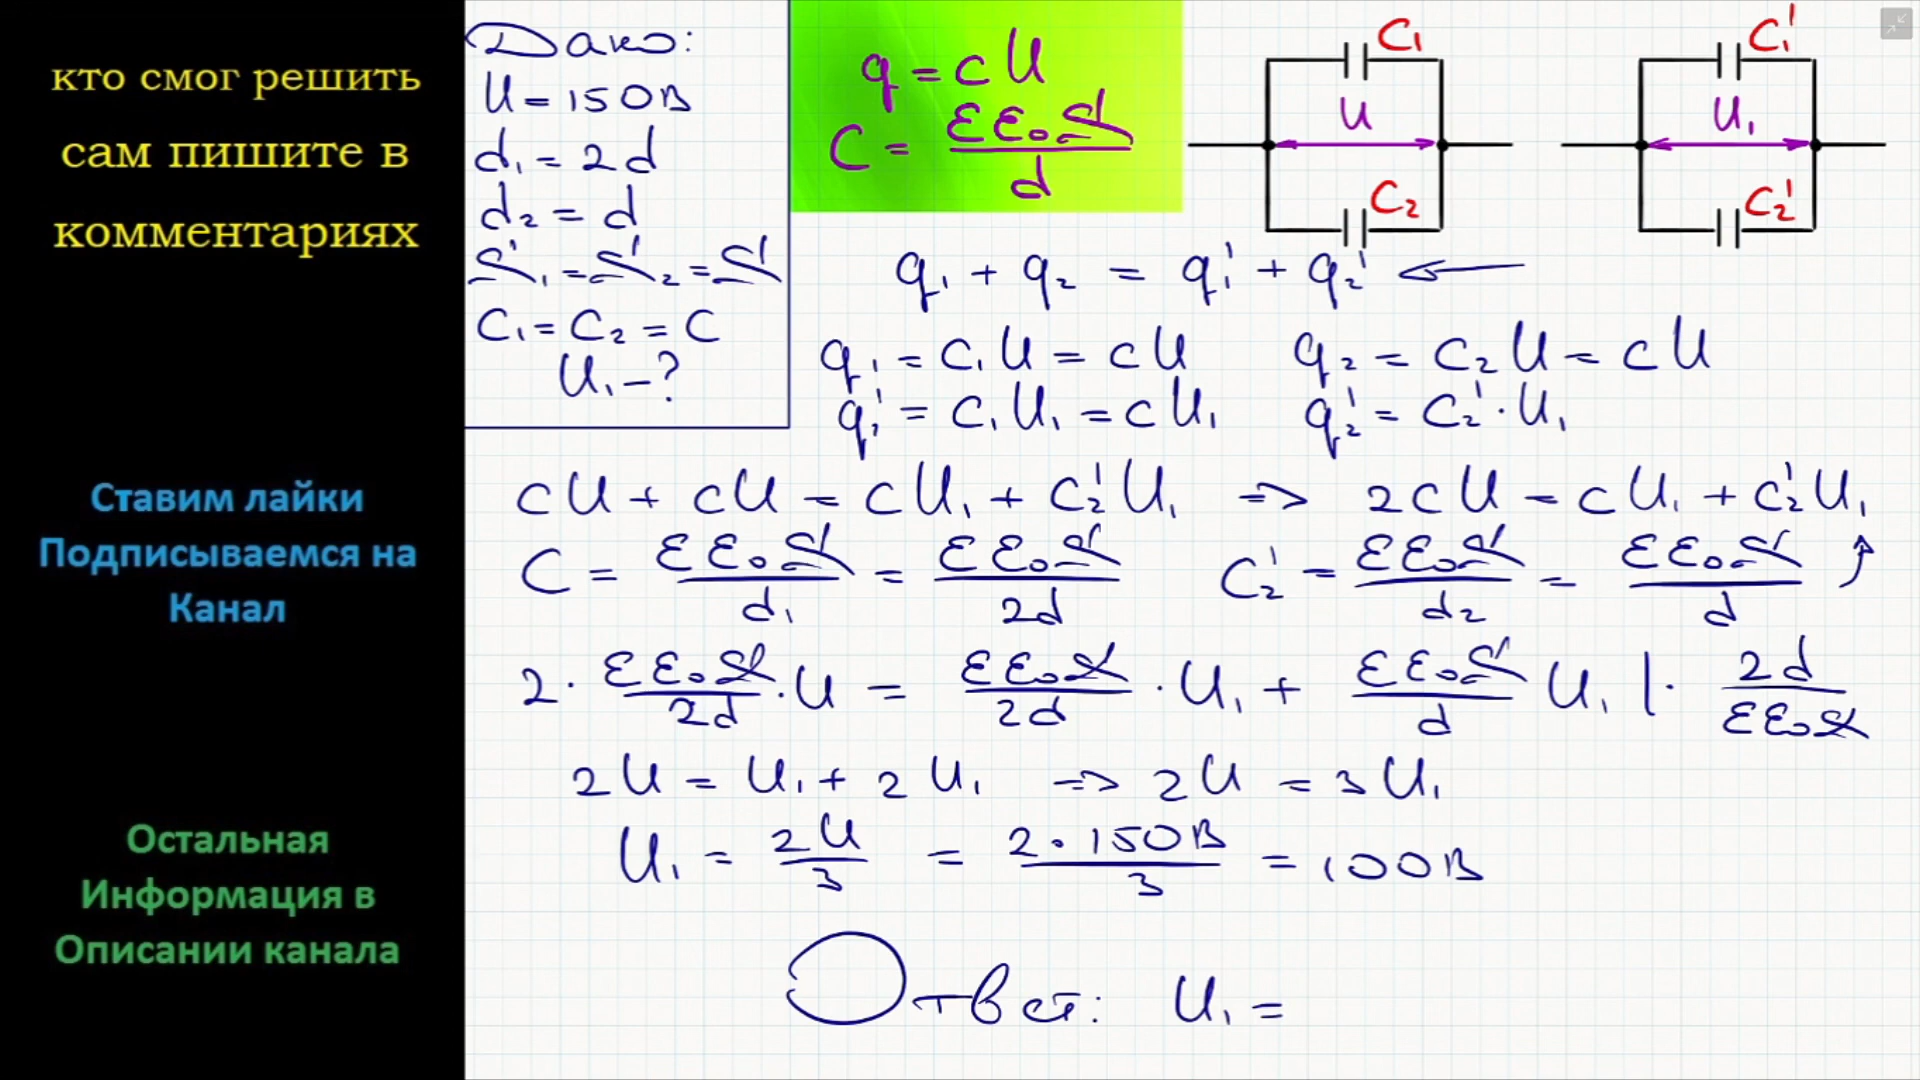 кто смог решить
сам пишите в
комментариях
Ставим лайки
Подписываемся на
Канал
Остальная
Информация в
Описании канала
Дано:
U = 150В
d₁ = 2d
d₂ = d
S₁ = S₂ = S
C₁ = C₂ = C
U₁ – ?
q = CU
C = εε₀S / d
C₁
U
C₂
C₁'
U₁
C₂'
q₁ + q₂ = q₁' + q₂' ←
q₁ = C₁U = CU q₂ = C₂U = CU
q₁' = C₁U₁ = CU₁ q₂' = C₂' · U₁
CU + CU = CU₁ + C₂'U₁ => 2CU = CU₁ + C₂'U₁
C = εε₀S / d₁ = εε₀S / 2d C₂' = εε₀S / d₂ = εε₀S / d
2 · εε₀S / 2d · U = εε₀S / 2d · U₁ + εε₀S / d U₁ | · 2d / εε₀S
2U = U₁ + 2U₁ => 2U = 3U₁
U₁ = 2U / 3 = 2 · 150В / 3 = 100В
Ответ: U₁ =